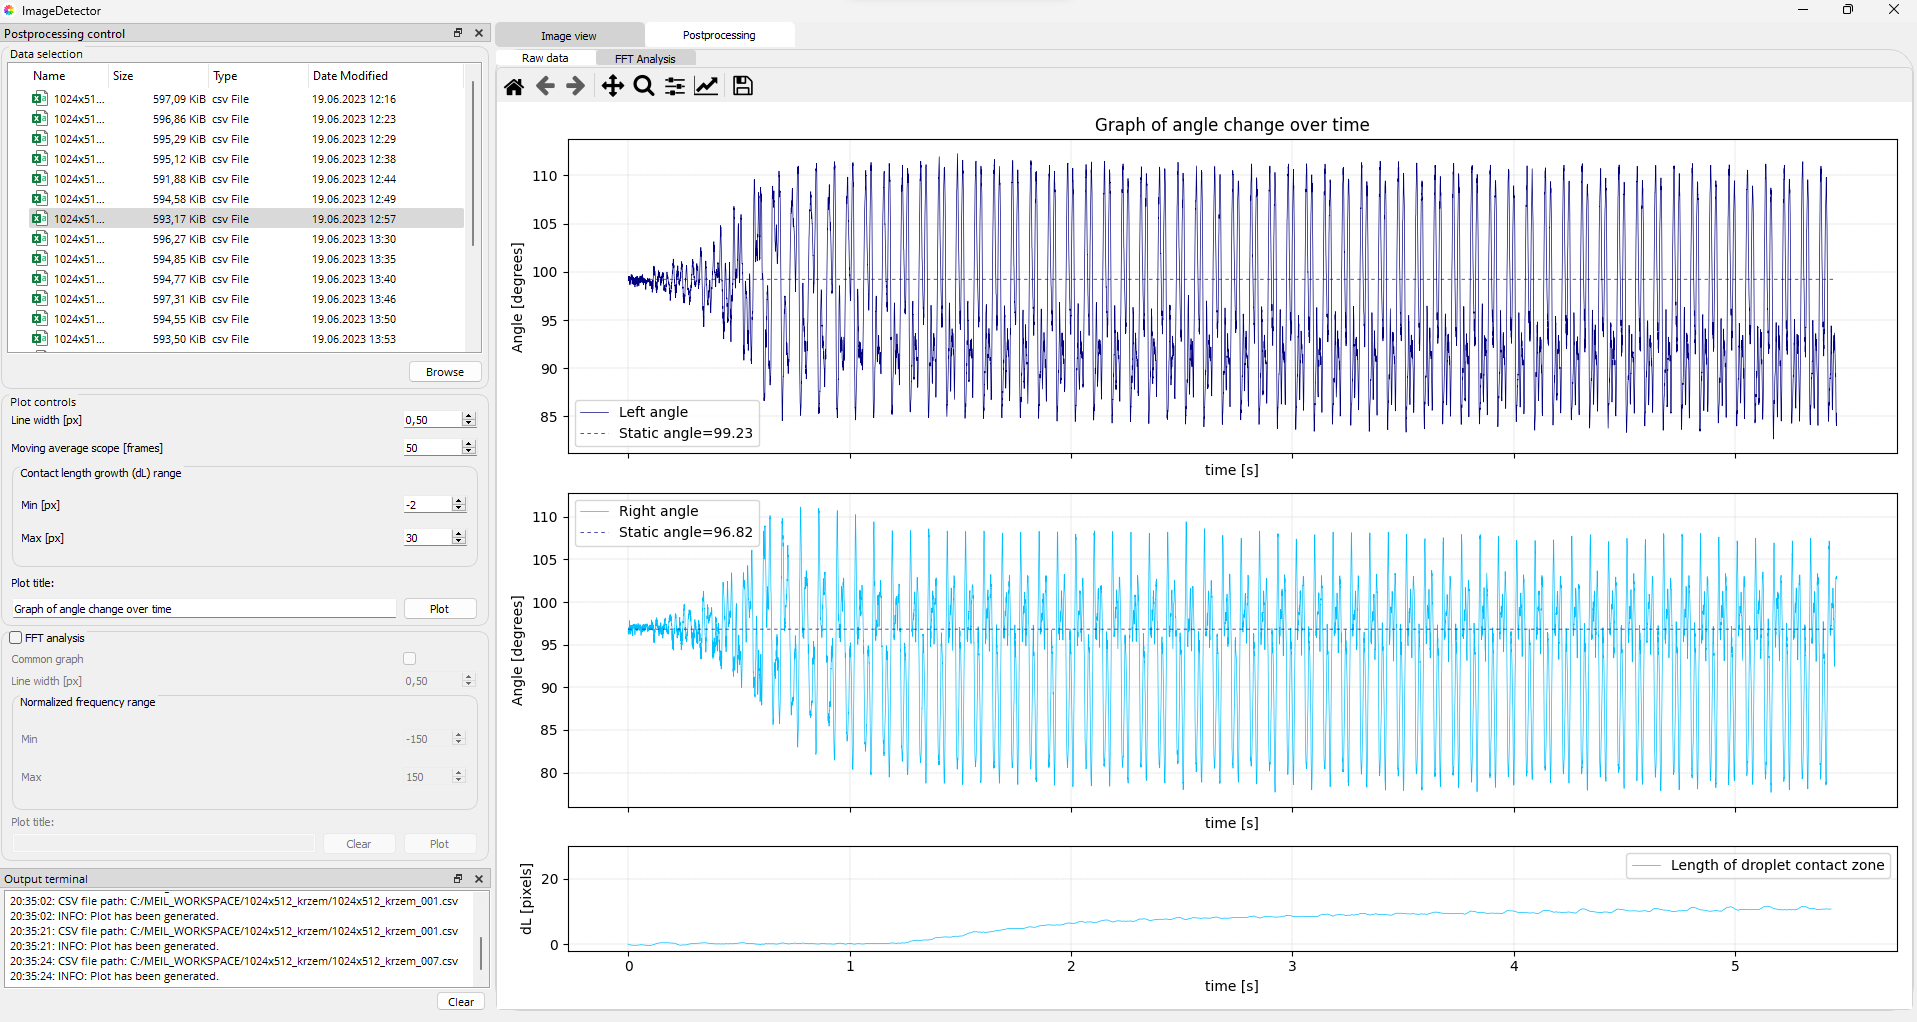 ImageDetector
Postprocessing control
Data selection
Name Size Type Date Modified
1024x51... 597,09 KiB csv File 19.06.2023 12:16
1024x51... 596,86 KiB csv File 19.06.2023 12:23
1024x51... 595,29 KiB csv File 19.06.2023 12:29
1024x51... 595,12 KiB csv File 19.06.2023 12:38
1024x51... 591,88 KiB csv File 19.06.2023 12:44
1024x51... 594,58 KiB csv File 19.06.2023 12:49
1024x51... 593,17 KiB csv File 19.06.2023 12:57
1024x51... 596,27 KiB csv File 19.06.2023 13:30
1024x51... 594,85 KiB csv File 19.06.2023 13:35
1024x51... 594,77 KiB csv File 19.06.2023 13:40
1024x51... 597,31 KiB csv File 19.06.2023 13:46
1024x51... 594,55 KiB csv File 19.06.2023 13:50
1024x51... 593,50 KiB csv File 19.06.2023 13:53
Browse
Plot controls
Line width [px] 0,50
Moving average scope [frames] 50
Contact length growth (dL) range
Min [px] -2
Max [px] 30
Plot title:
Graph of angle change over time Plot
FFT analysis
Common graph
Line width [px] 0,50
Normalized frequency range
Min -150
Max 150
Plot title:
Clear Plot
Output terminal
20:35:02: CSV file path: C:/MEIL_WORKSPACE/1024x512_krzem/1024x512_krzem_001.csv
20:35:02: INFO: Plot has been generated.
20:35:21: CSV file path: C:/MEIL_WORKSPACE/1024x512_krzem/1024x512_krzem_001.csv
20:35:21: INFO: Plot has been generated.
20:35:24: CSV file path: C:/MEIL_WORKSPACE/1024x512_krzem/1024x512_krzem_007.csv
20:35:24: INFO: Plot has been generated.
Clear
Image view Postprocessing
Raw data FFT Analysis
Graph of angle change over time
Angle [degrees]
110
105
100
95
90
85
Left angle
Static angle=99.23
time [s]
Angle [degrees]
110
105
100
95
90
85
80
Right angle
Static angle=96.82
time [s]
dL [pixels]
20
0
Length of droplet contact zone
0 1 2 3 4 5
time [s]